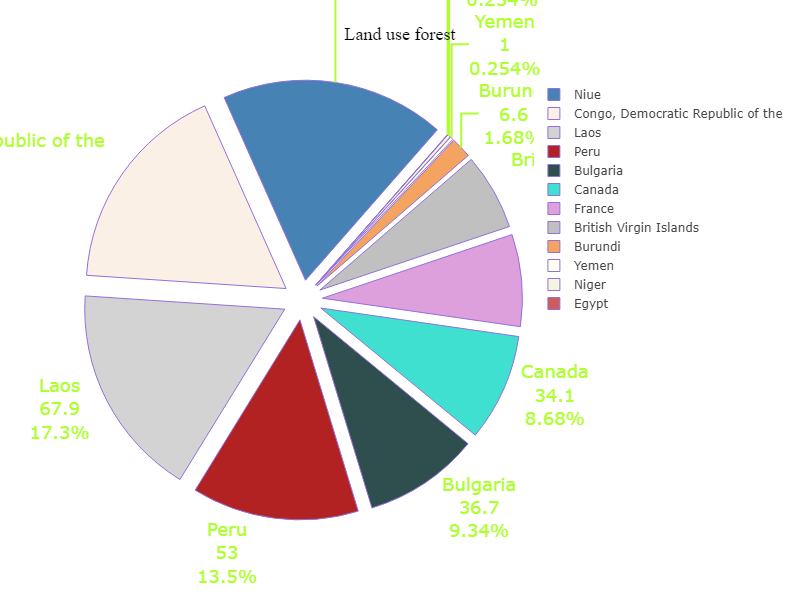 0.254%
Yemen
1
0.254%
Land use forest
Burun
6.6
1.68%
Bri
public of the
Niue
Congo, Democratic Republic of the
Laos
Peru
Bulgaria
Canada
France
British Virgin Islands
Burundi
Yemen
Niger
Egypt
Laos
67.9
17.3%
Canada
34.1
8.68%
Bulgaria
36.7
9.34%
Peru
53
13.5%